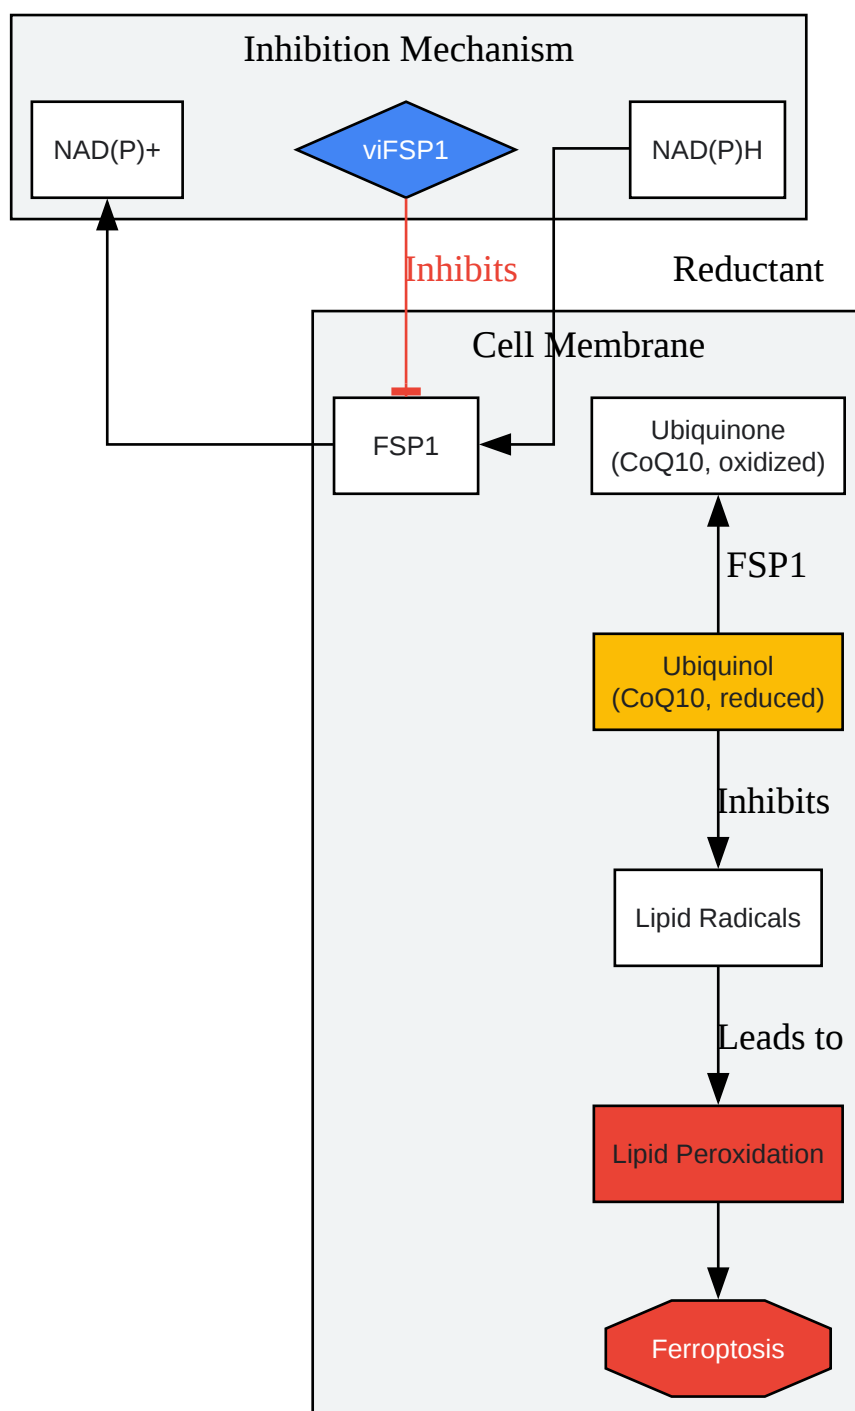 Inhibition Mechanism
NAD(P)+
viFSP1
NAD(P)H
Inhibits
Reductant
Cell Membrane
FSP1
Ubiquinone
(CoQ10, oxidized)
FSP1
Ubiquinol
(CoQ10, reduced)
Inhibits
Lipid Radicals
Leads to
Lipid Peroxidation
Ferroptosis